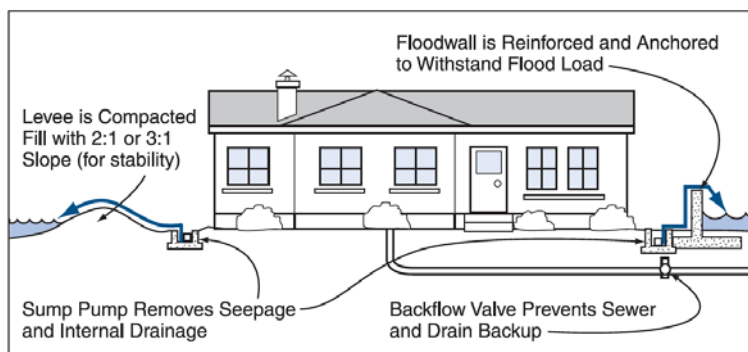 Floodwall is Reinforced and Anchored
to Withstand Flood Load
Levee is Compacted
Fill with 2:1 or 3:1
Slope (for stability)
Sump Pump Removes Seepage
and Internal Drainage
Backflow Valve Prevents Sewer
and Drain Backup